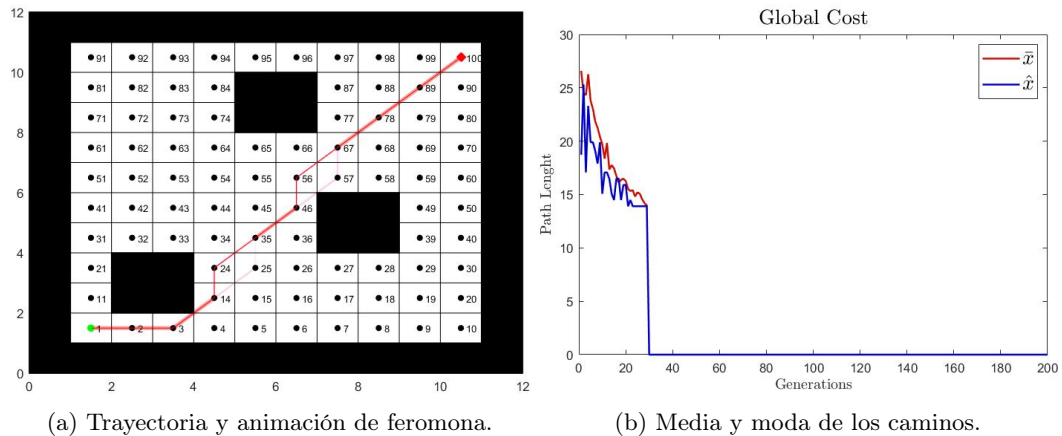 12
91 92 93 94 95 96 97 98 99 100
10
81 82 83 84 87 88 89 90
71 72 73 74 77 78 79 80
8
61 62 63 64 65 66 67 68 69 70
51 52 53 54 55 56 57 58 59 60
6
41 42 43 44 45 46 49 50
31 32 33 34 35 36 39 40
4
21 24 25 26 27 28 29 30
11 14 15 16 17 18 19 20
2
1 2 3 4 5 6 7 8 9 10
0
0 2 4 6 8 10 12
(a) Trayectoria y animación de feromona.
Global Cost
x̄
x̂
30
25
20
15
10
5
0
Path Lenght
0 20 40 60 80 100 120 140 160 180 200
Generations
(b) Media y moda de los caminos.